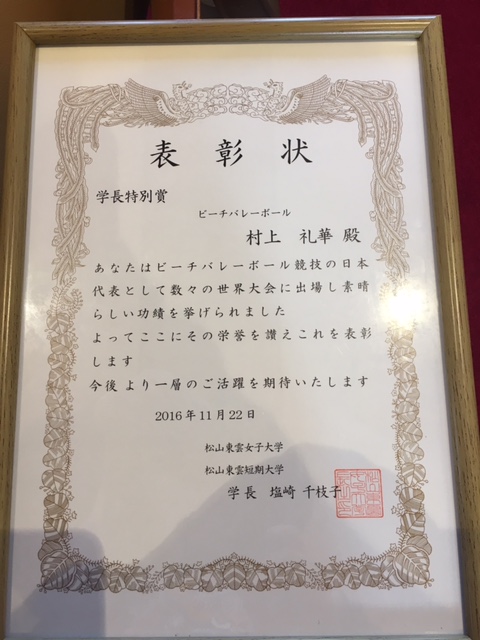 表彰状
学長特別賞
ビーチバレーボール
村上 礼華 殿
あなたはビーチバレーボール競技の日本
代表として数々の世界大会に出場し素晴
らしい功績を挙げられました
よってここにその栄誉を讃えこれを表彰
します
今後 より一層のご活躍を期待いたします
2016年11月22日
松山東雲女子大学
松山東雲短期大学
学長 塩崎 千枝子